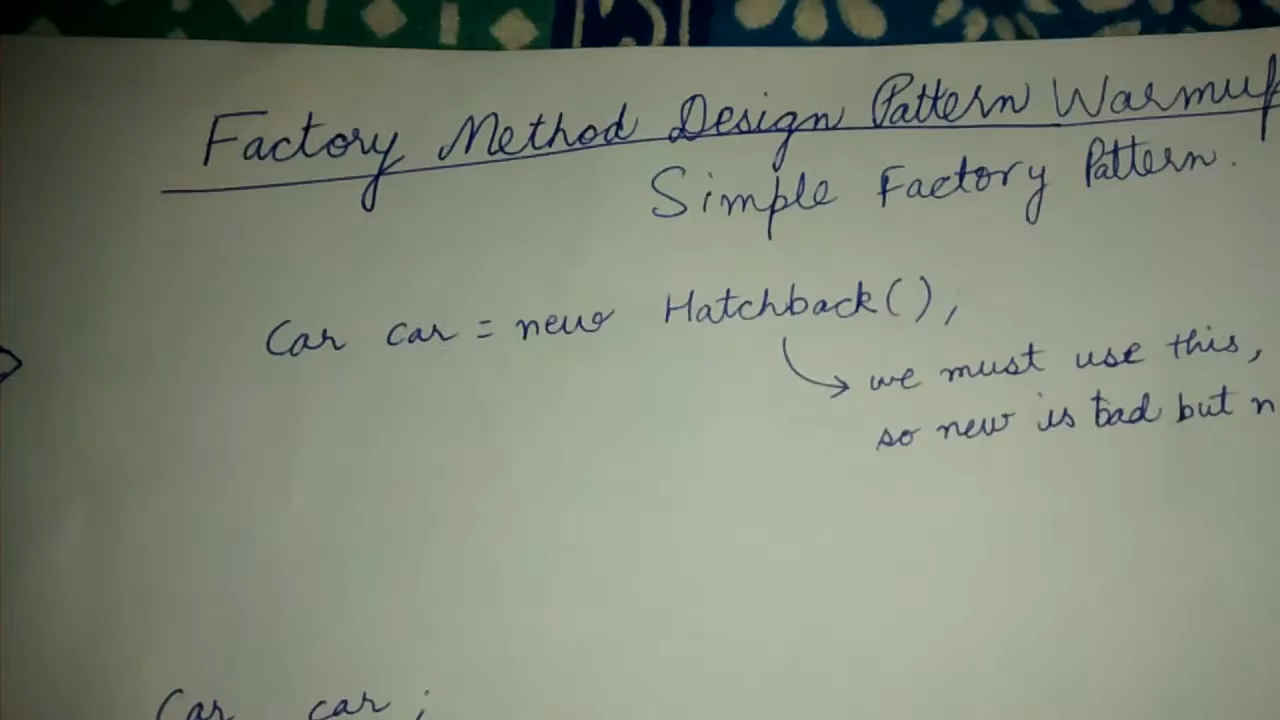 Factory Method Design Pattern Warmup
Simple Factory Pattern.
Car car = new Hatchback(),
we must use this,
so new is bad but
Car car ;